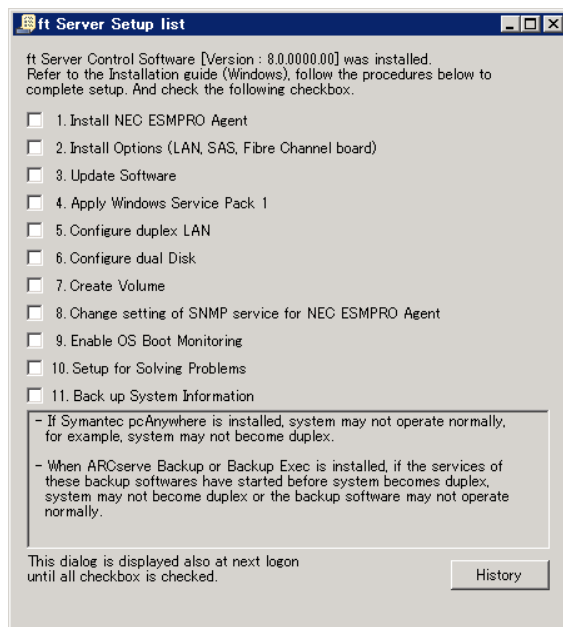 ft Server Setup list
ft Server Control Software [Version : 8.0.0000.00] was installed.
Refer to the Installation guide (Windows), follow the procedures below to
complete setup. And check the following checkbox.
1. Install NEC ESMPRO Agent
2. Install Options (LAN, SAS, Fibre Channel board)
3. Update Software
4. Apply Windows Service Pack 1
5. Configure duplex LAN
6. Configure dual Disk
7. Create Volume
8. Change setting of SNMP service for NEC ESMPRO Agent
9. Enable OS Boot Monitoring
10. Setup for Solving Problems
11. Back up System Information
- If Symantec pcAnywhere is installed, system may not operate normally,
for example, system may not become duplex.
- When ARCserve Backup or Backup Exec is installed, if the services of
these backup softwares have started before system becomes duplex,
system may not become duplex or the backup software may not operate
normally.
This dialog is displayed also at next logon
until all checkbox is checked.
History